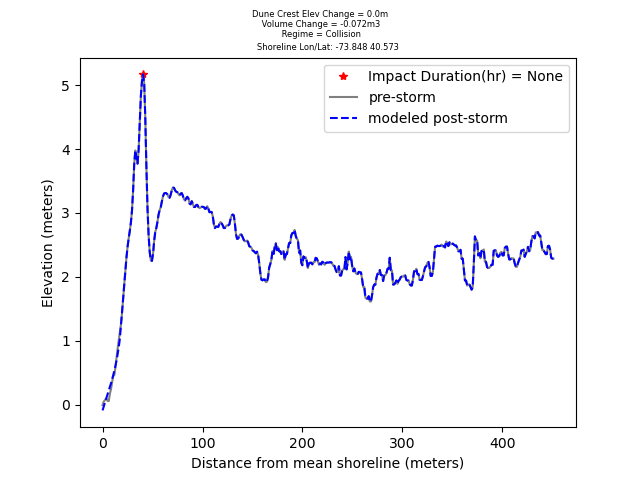 Dune Crest Elev Change = 0.0m
Volume Change = -0.072m3
Regime = Collision
Shoreline Lon/Lat: -73.848 40.573
Impact Duration(hr) = None
pre-storm
modeled post-storm
Elevation (meters)
5
4
3
2
1
0
0 100 200 300 400
Distance from mean shoreline (meters)